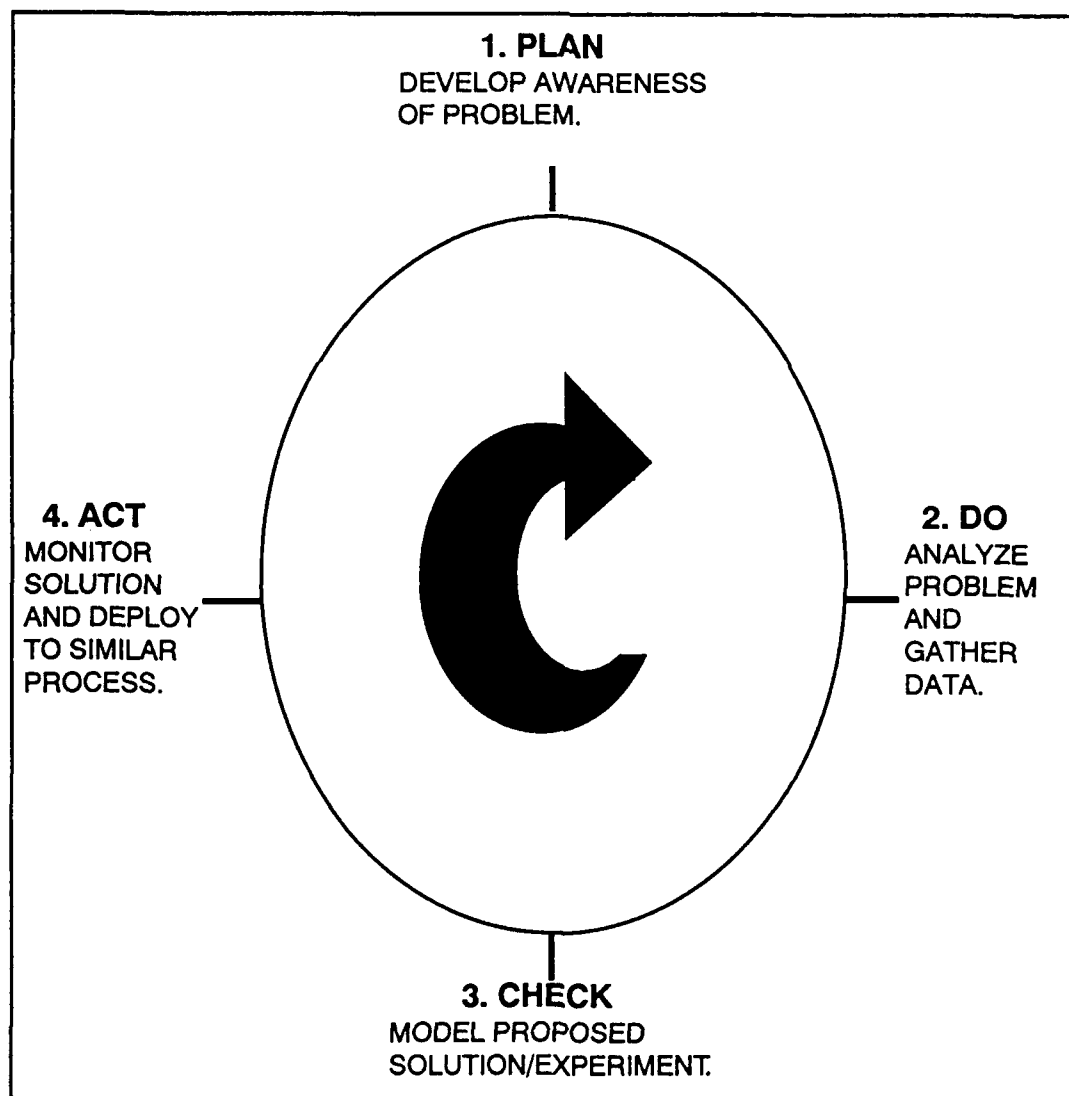 1. PLAN
DEVELOP AWARENESS
OF PROBLEM.
2. DO
ANALYZE
PROBLEM
AND
GATHER
DATA.
3. CHECK
MODEL PROPOSED
SOLUTION/EXPERIMENT.
4. ACT
MONITOR
SOLUTION
AND DEPLOY
TO SIMILAR
PROCESS.